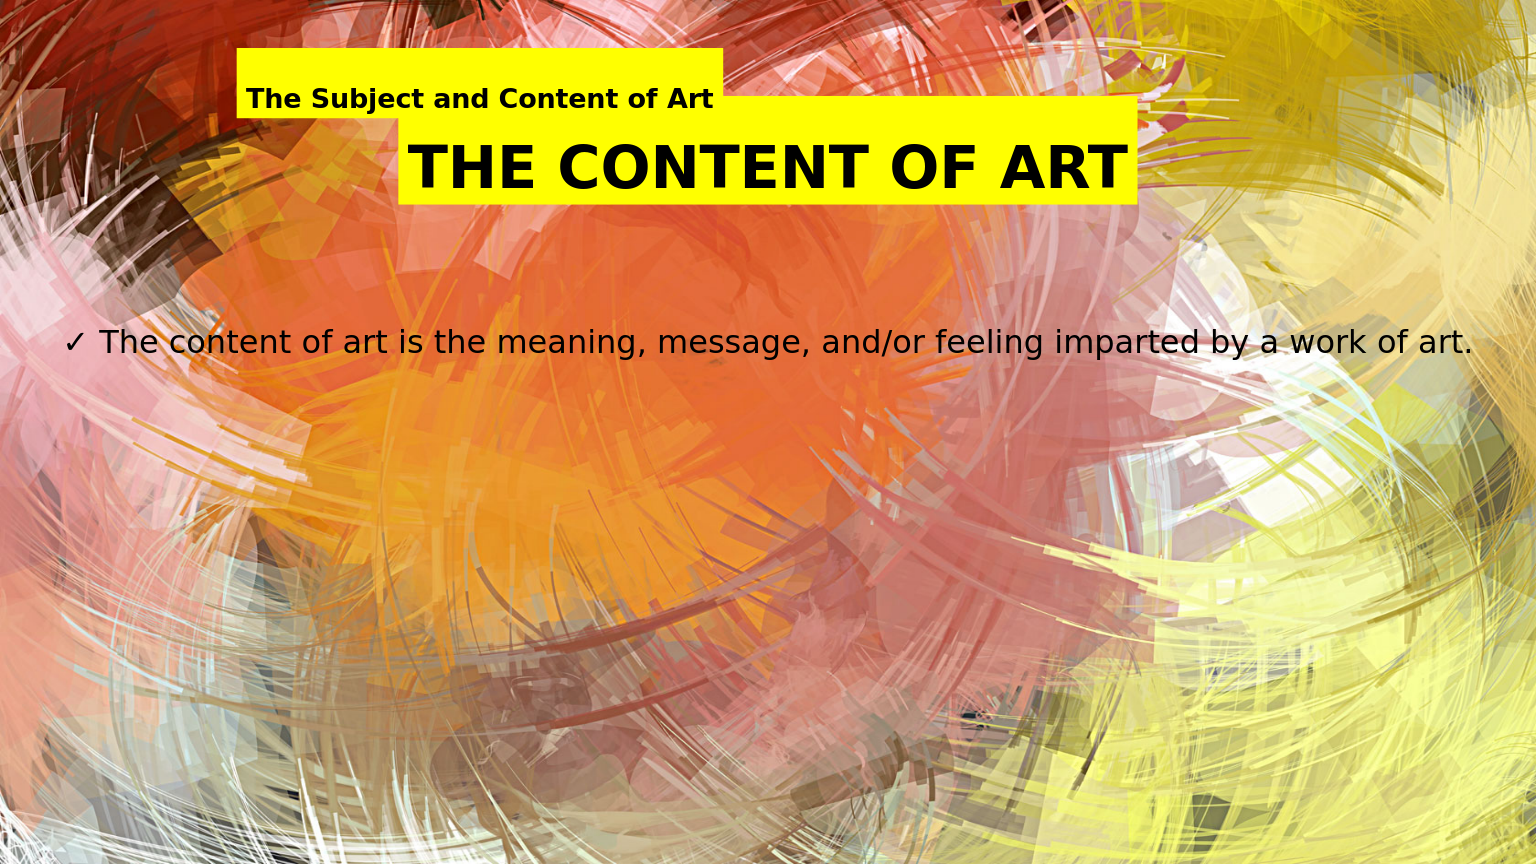 The Subject and Content of Art
THE CONTENT OF ART
✓ The content of art is the meaning, message, and/or feeling imparted by a work of art.